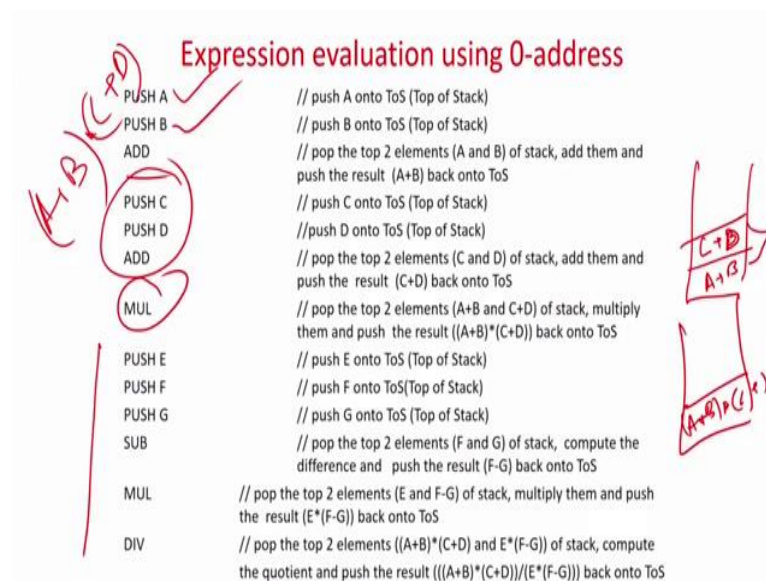 Expression evaluation using 0-address
PUSH A // push A onto ToS (Top of Stack)
PUSH B // push B onto ToS (Top of Stack)
ADD // pop the top 2 elements (A and B) of stack, add them and
push the result (A+B) back onto ToS
PUSH C // push C onto ToS (Top of Stack)
PUSH D //push D onto ToS (Top of Stack)
ADD // pop the top 2 elements (C and D) of stack, add them and
push the result (C+D) back onto ToS
MUL // pop the top 2 elements (A+B and C+D) of stack, multiply
them and push the result ((A+B)*(C+D)) back onto ToS
PUSH E // push E onto ToS (Top of Stack)
PUSH F // push F onto ToS(Top of Stack)
PUSH G // push G onto ToS (Top of Stack)
SUB // pop the top 2 elements (F and G) of stack, compute the
difference and push the result (F-G) back onto ToS
MUL // pop the top 2 elements (E and F-G) of stack, multiply them and push
the result (E*(F-G)) back onto ToS
DIV // pop the top 2 elements ((A+B)*(C+D) and E*(F-G)) of stack, compute
the quotient and push the result (((A+B)*(C+D))/(E*(F-G))) back onto ToS
(A+B) (C+D)
C+D
A+B